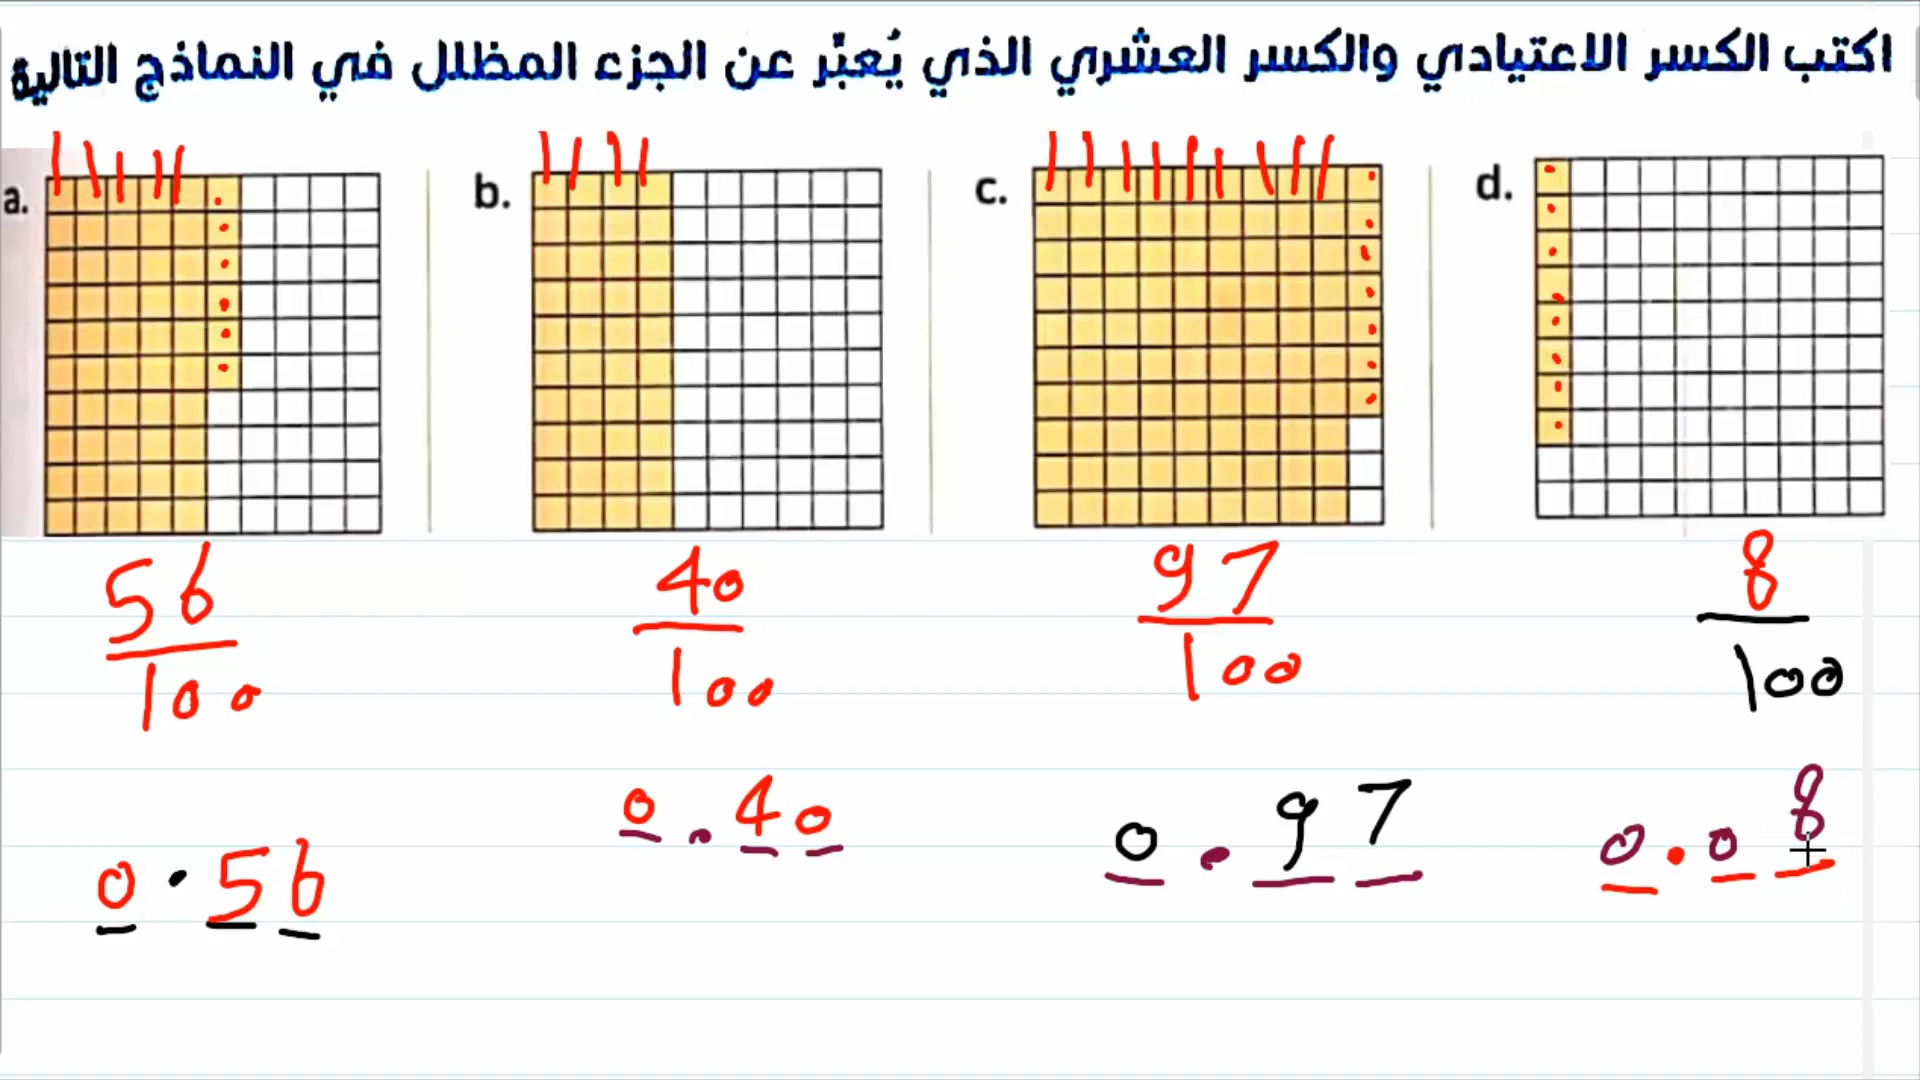 اكتب الكسر الاعتيادي والكسر العشري الذي يُعبّر عن الجزء المظلل في النماذج التالية
a. b. c. d.
56 40 97 8
100 100 100 100
0.56 0.40 0.97 0.08